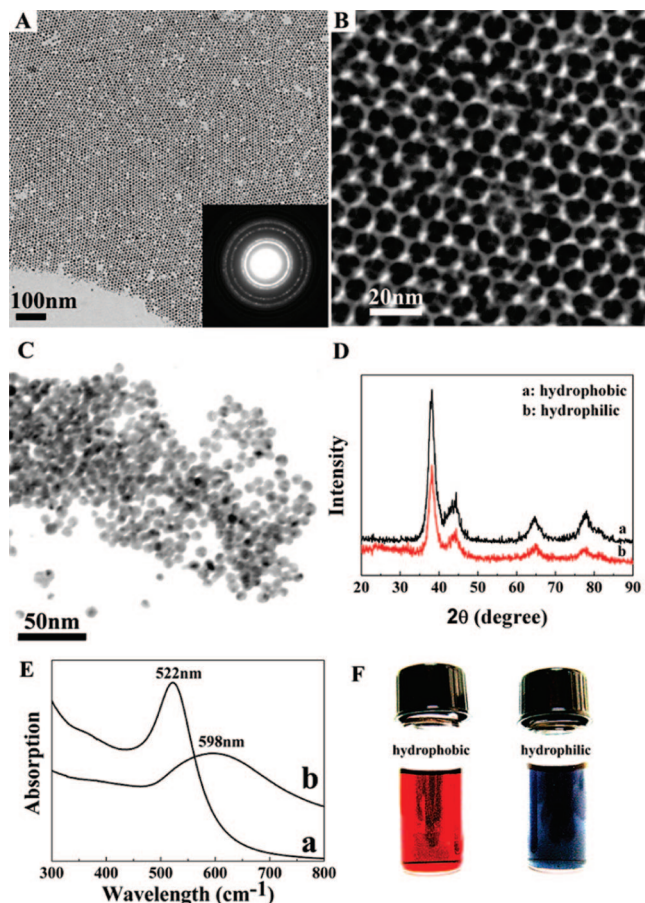 A
100nm
B
20nm
C
50nm
D
a: hydrophobic
b: hydrophilic
Intensity
a
b
20 30 40 50 60 70 80 90
2θ (degree)
E
522nm
598nm
Absorption
b
a
300 400 500 600 700 800
Wavelength (cm⁻¹)
F
hydrophobic
hydrophilic